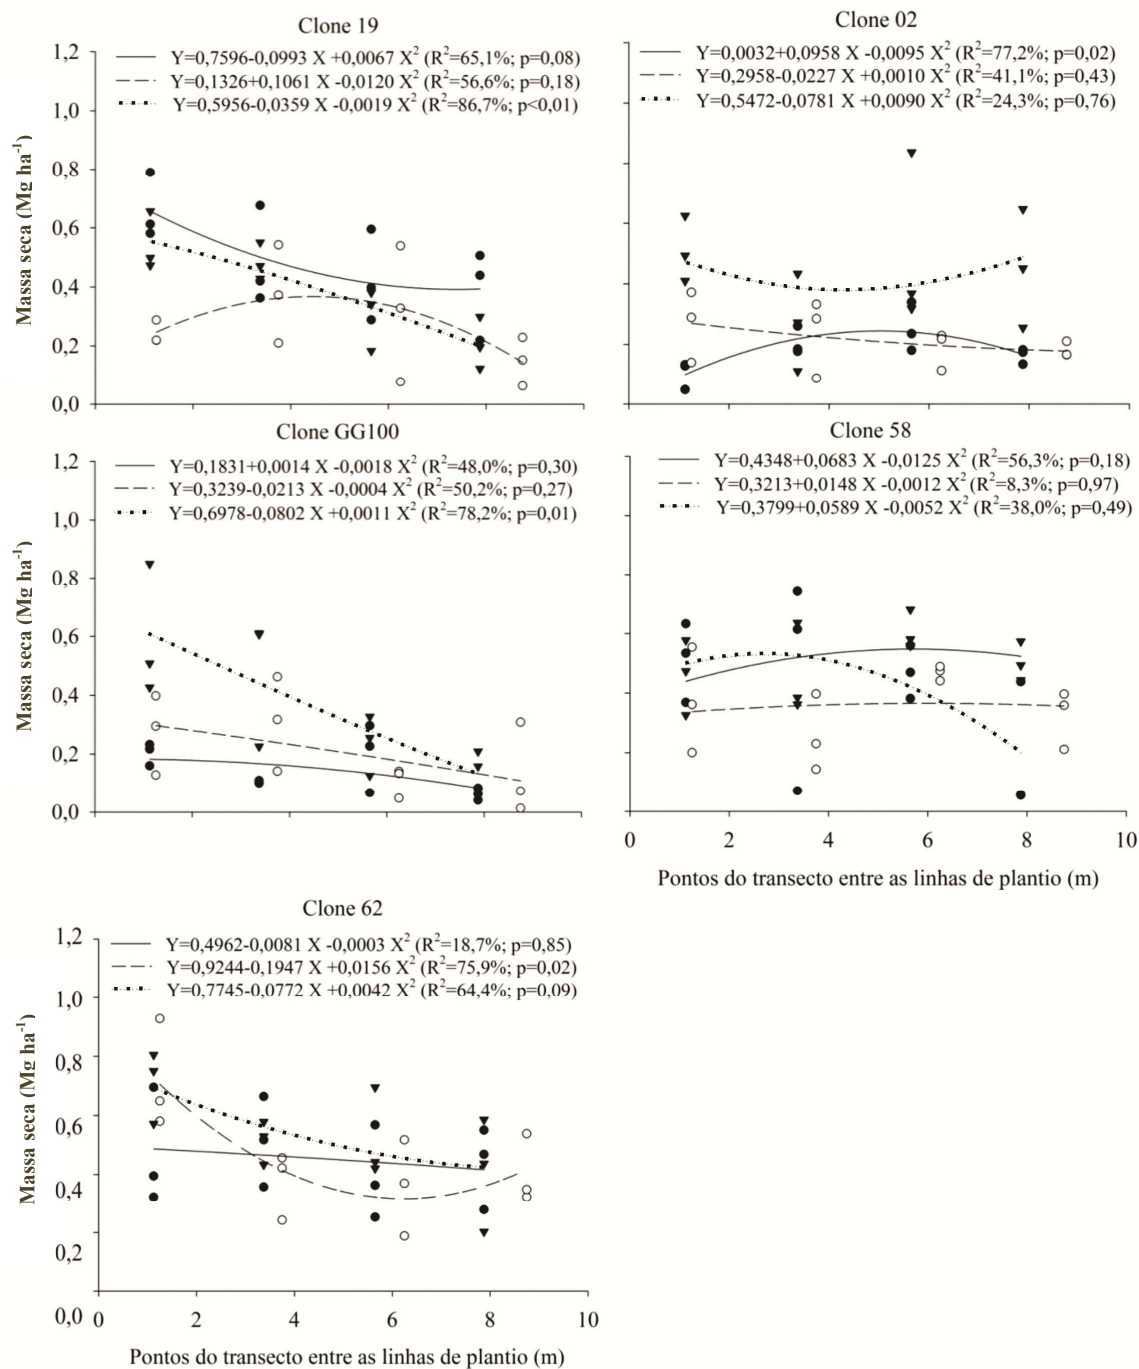 Clone 19
Y=0,7596-0,0993 X +0,0067 X² (R²=65,1%; p=0,08)
Y=0,1326+0,1061 X -0,0120 X² (R²=56,6%; p=0,18)
Y=0,5956-0,0359 X -0,0019 X² (R²=86,7%; p<0,01)
1,2
1,0
0,8
0,6
0,4
0,2
0,0
Massa seca (Mg ha⁻¹)
Clone 02
Y=0,0032+0,0958 X -0,0095 X² (R²=77,2%; p=0,02)
Y=0,2958-0,0227 X +0,0010 X² (R²=41,1%; p=0,43)
Y=0,5472-0,0781 X +0,0090 X² (R²=24,3%; p=0,76)
Clone GG100
Y=0,1831+0,0014 X -0,0018 X² (R²=48,0%; p=0,30)
Y=0,3239-0,0213 X -0,0004 X² (R²=50,2%; p=0,27)
Y=0,6978-0,0802 X +0,0011 X² (R²=78,2%; p=0,01)
1,2
1,0
0,8
0,6
0,4
0,2
0,0
Massa seca (Mg ha⁻¹)
Clone 58
Y=0,4348+0,0683 X -0,0125 X² (R²=56,3%; p=0,18)
Y=0,3213+0,0148 X -0,0012 X² (R²=8,3%; p=0,97)
Y=0,3799+0,0589 X -0,0052 X² (R²=38,0%; p=0,49)
0 2 4 6 8 10
Pontos do transecto entre as linhas de plantio (m)
Clone 62
Y=0,4962-0,0081 X -0,0003 X² (R²=18,7%; p=0,85)
Y=0,9244-0,1947 X +0,0156 X² (R²=75,9%; p=0,02)
Y=0,7745-0,0772 X +0,0042 X² (R²=64,4%; p=0,09)
1,2
1,0
0,8
0,6
0,4
0,2
0,0
Massa seca (Mg ha⁻¹)
0 2 4 6 8 10
Pontos do transecto entre as linhas de plantio (m)